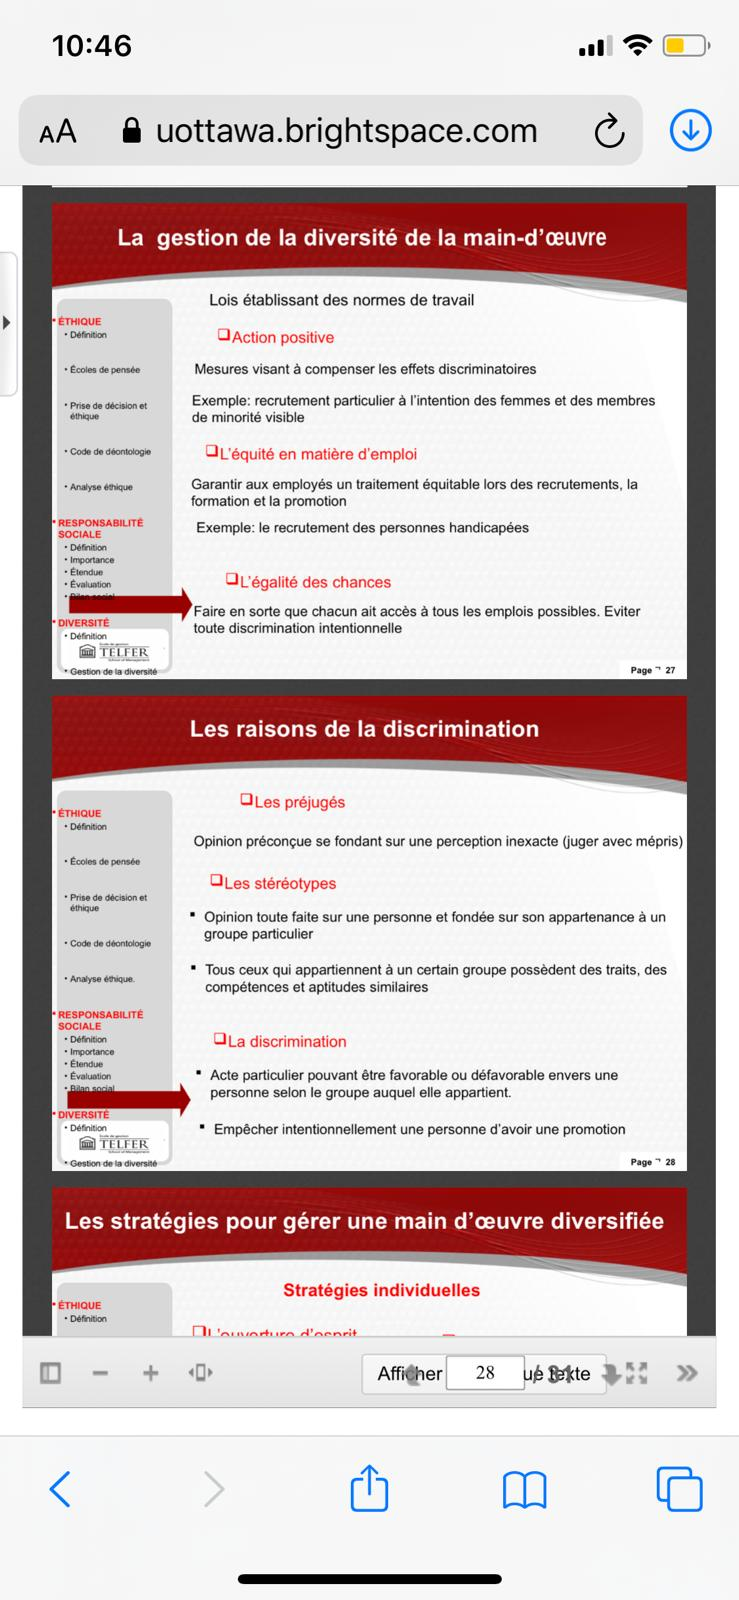 10:46
AA uottawa.brightspace.com
La gestion de la diversité de la main-d’œuvre
Lois établissant des normes de travail
❑Action positive
Mesures visant à compenser les effets discriminatoires
Exemple: recrutement particulier à l’intention des femmes et des membres
de minorité visible
❑L’équité en matière d’emploi
Garantir aux employés un traitement équitable lors des recrutements, la
formation et la promotion
Exemple: le recrutement des personnes handicapées
❑L’égalité des chances
Faire en sorte que chacun ait accès à tous les emplois possibles. Eviter
toute discrimination intentionnelle
• ÉTHIQUE
• Définition
• Écoles de pensée
• Prise de décision et
éthique
• Code de déontologie
• Analyse éthique
• RESPONSABILITÉ
SOCIALE
• Définition
• Importance
• Étendue
• Évaluation
• Bilan social
• DIVERSITÉ
• Définition
TELFER
• Gestion de la diversité
Page ¬ 27
Les raisons de la discrimination
❑Les préjugés
Opinion préconçue se fondant sur une perception inexacte (juger avec mépris)
❑Les stéréotypes
▪ Opinion toute faite sur une personne et fondée sur son appartenance à un
groupe particulier
▪ Tous ceux qui appartiennent à un certain groupe possèdent des traits, des
compétences et aptitudes similaires
❑La discrimination
▪ Acte particulier pouvant être favorable ou défavorable envers une
personne selon le groupe auquel elle appartient.
▪ Empêcher intentionnellement une personne d’avoir une promotion
• ÉTHIQUE
• Définition
• Écoles de pensée
• Prise de décision et
éthique
• Code de déontologie
• Analyse éthique.
• RESPONSABILITÉ
SOCIALE
• Définition
• Importance
• Étendue
• Évaluation
• Bilan social
• DIVERSITÉ
• Définition
TELFER
• Gestion de la diversité
Page ¬ 28
Les stratégies pour gérer une main d’œuvre diversifiée
Stratégies individuelles
❑L’ouverture d’esprit
• ÉTHIQUE
• Définition
Afficher 28 ue texte / 31